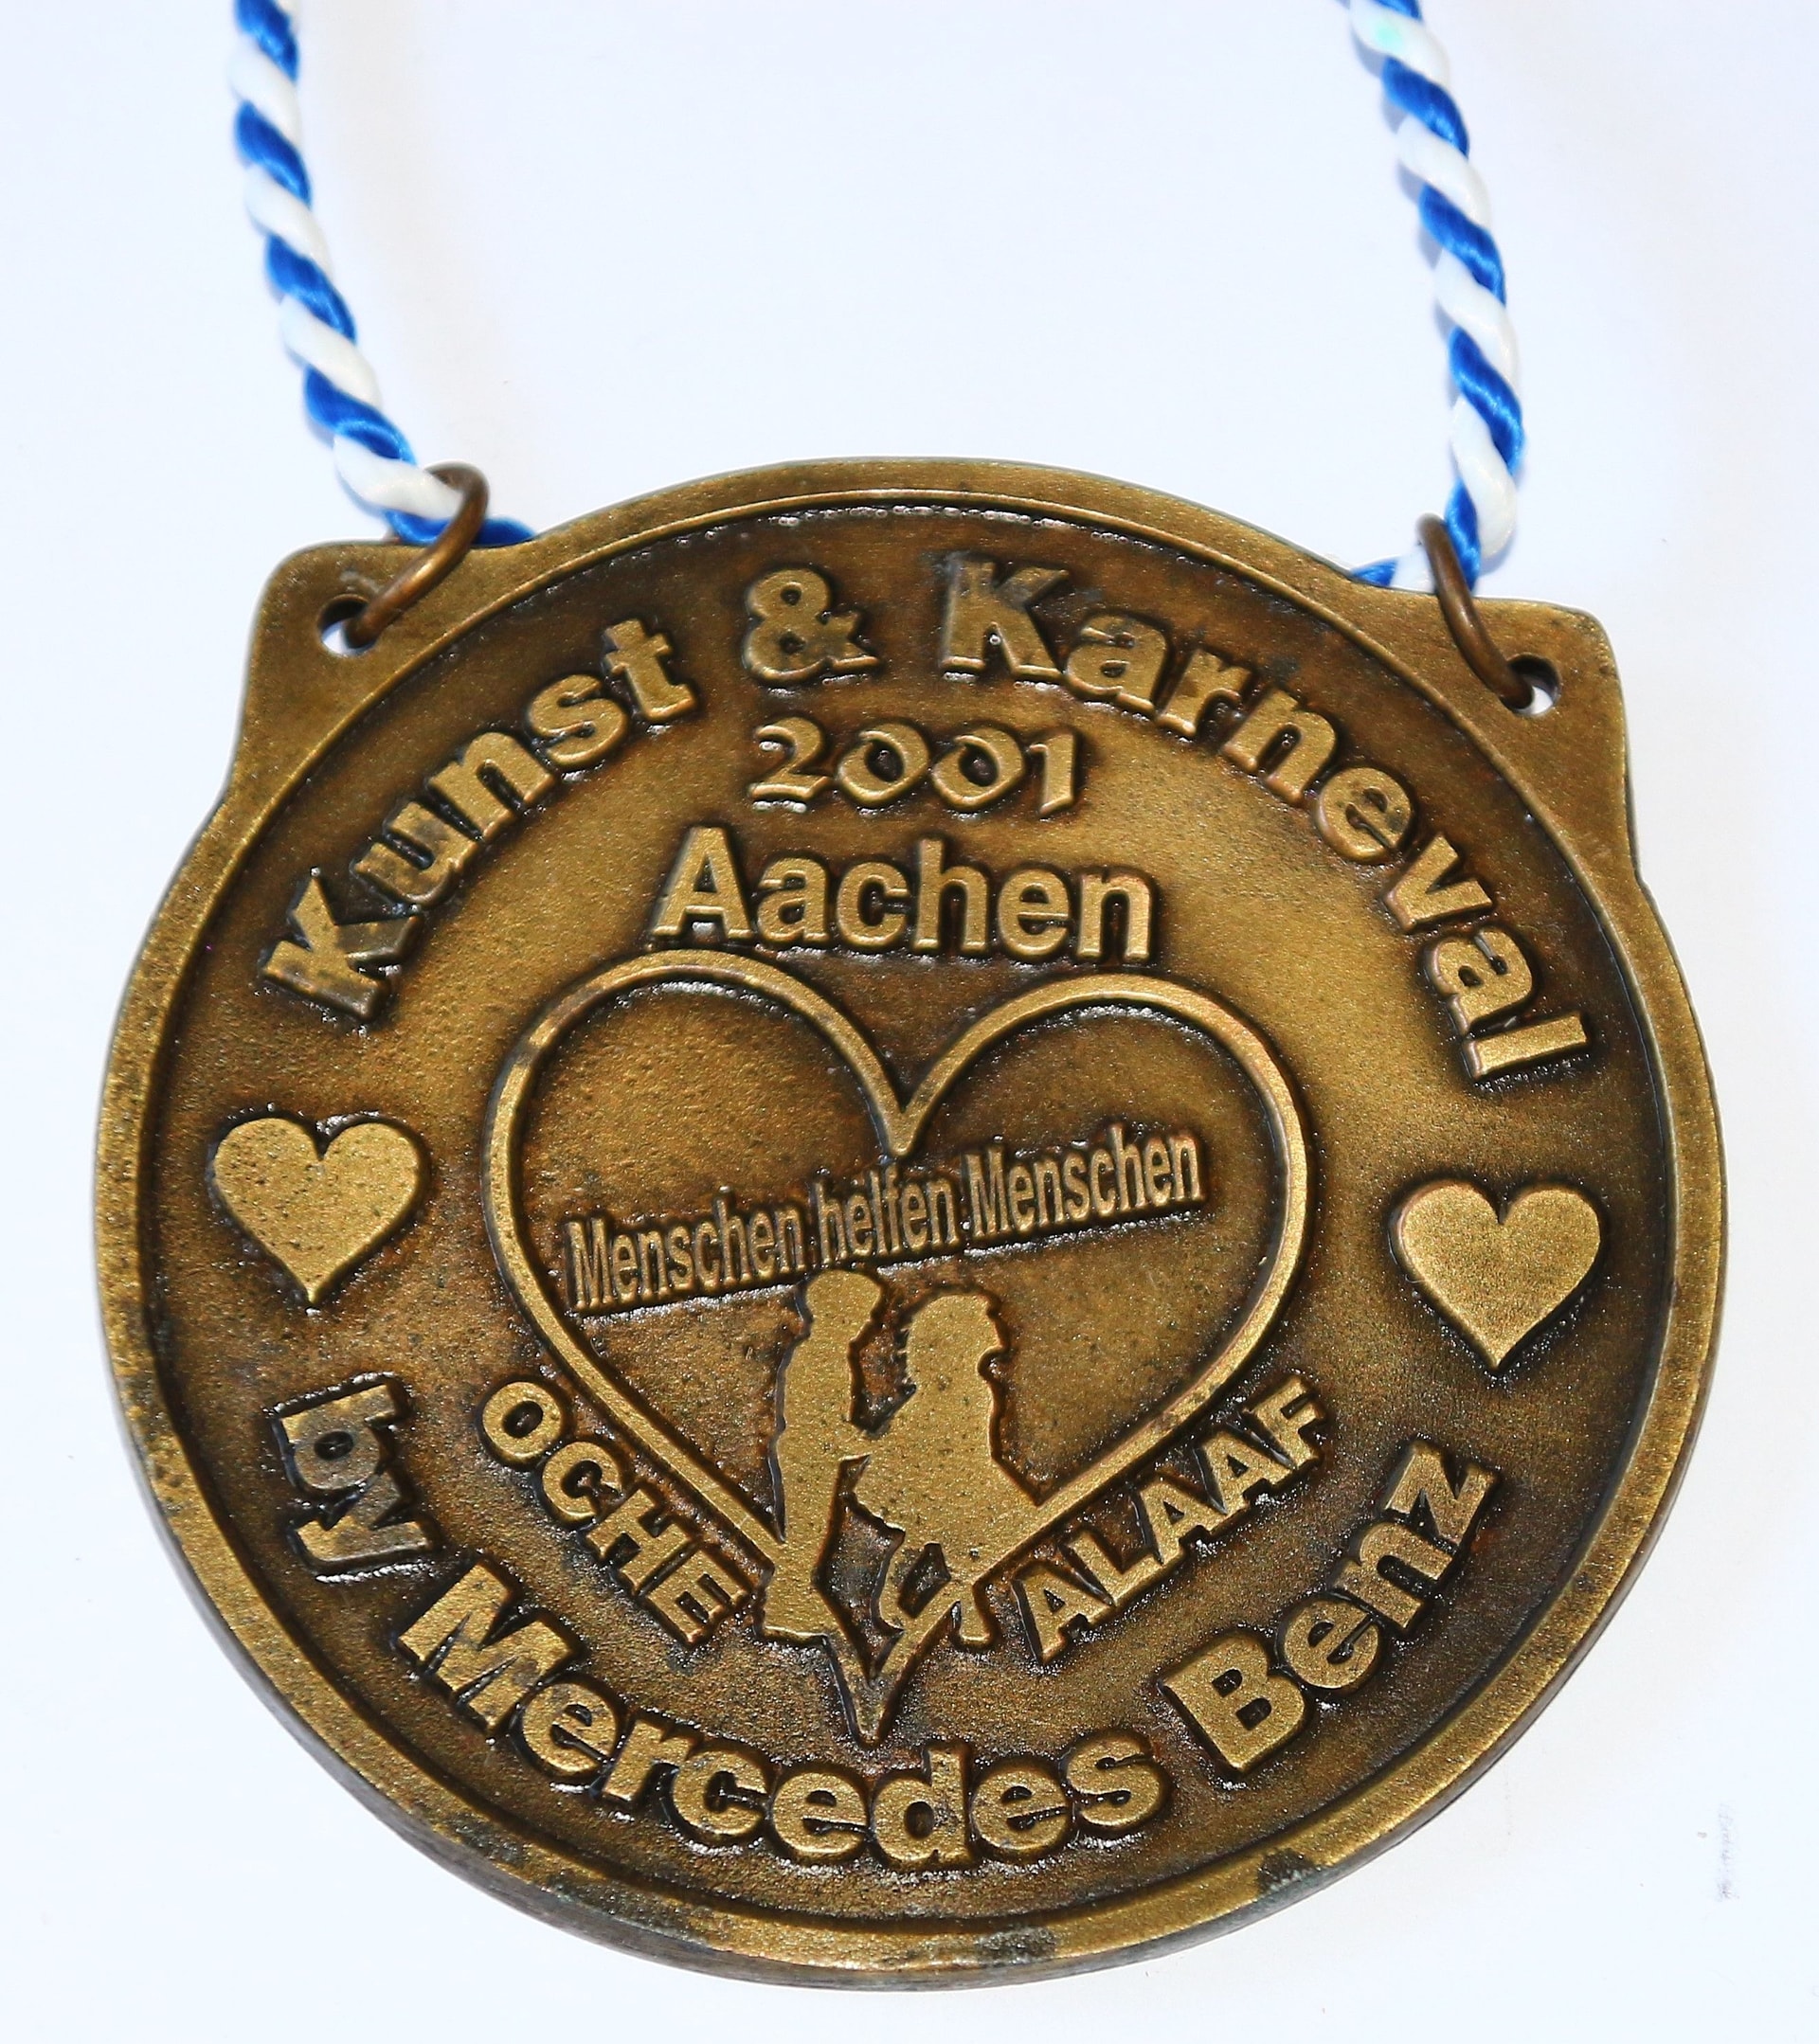 Kunst & Karneval
2001
Aachen
Menschen helfen Menschen
OCHE ALAAF
by Mercedes Benz